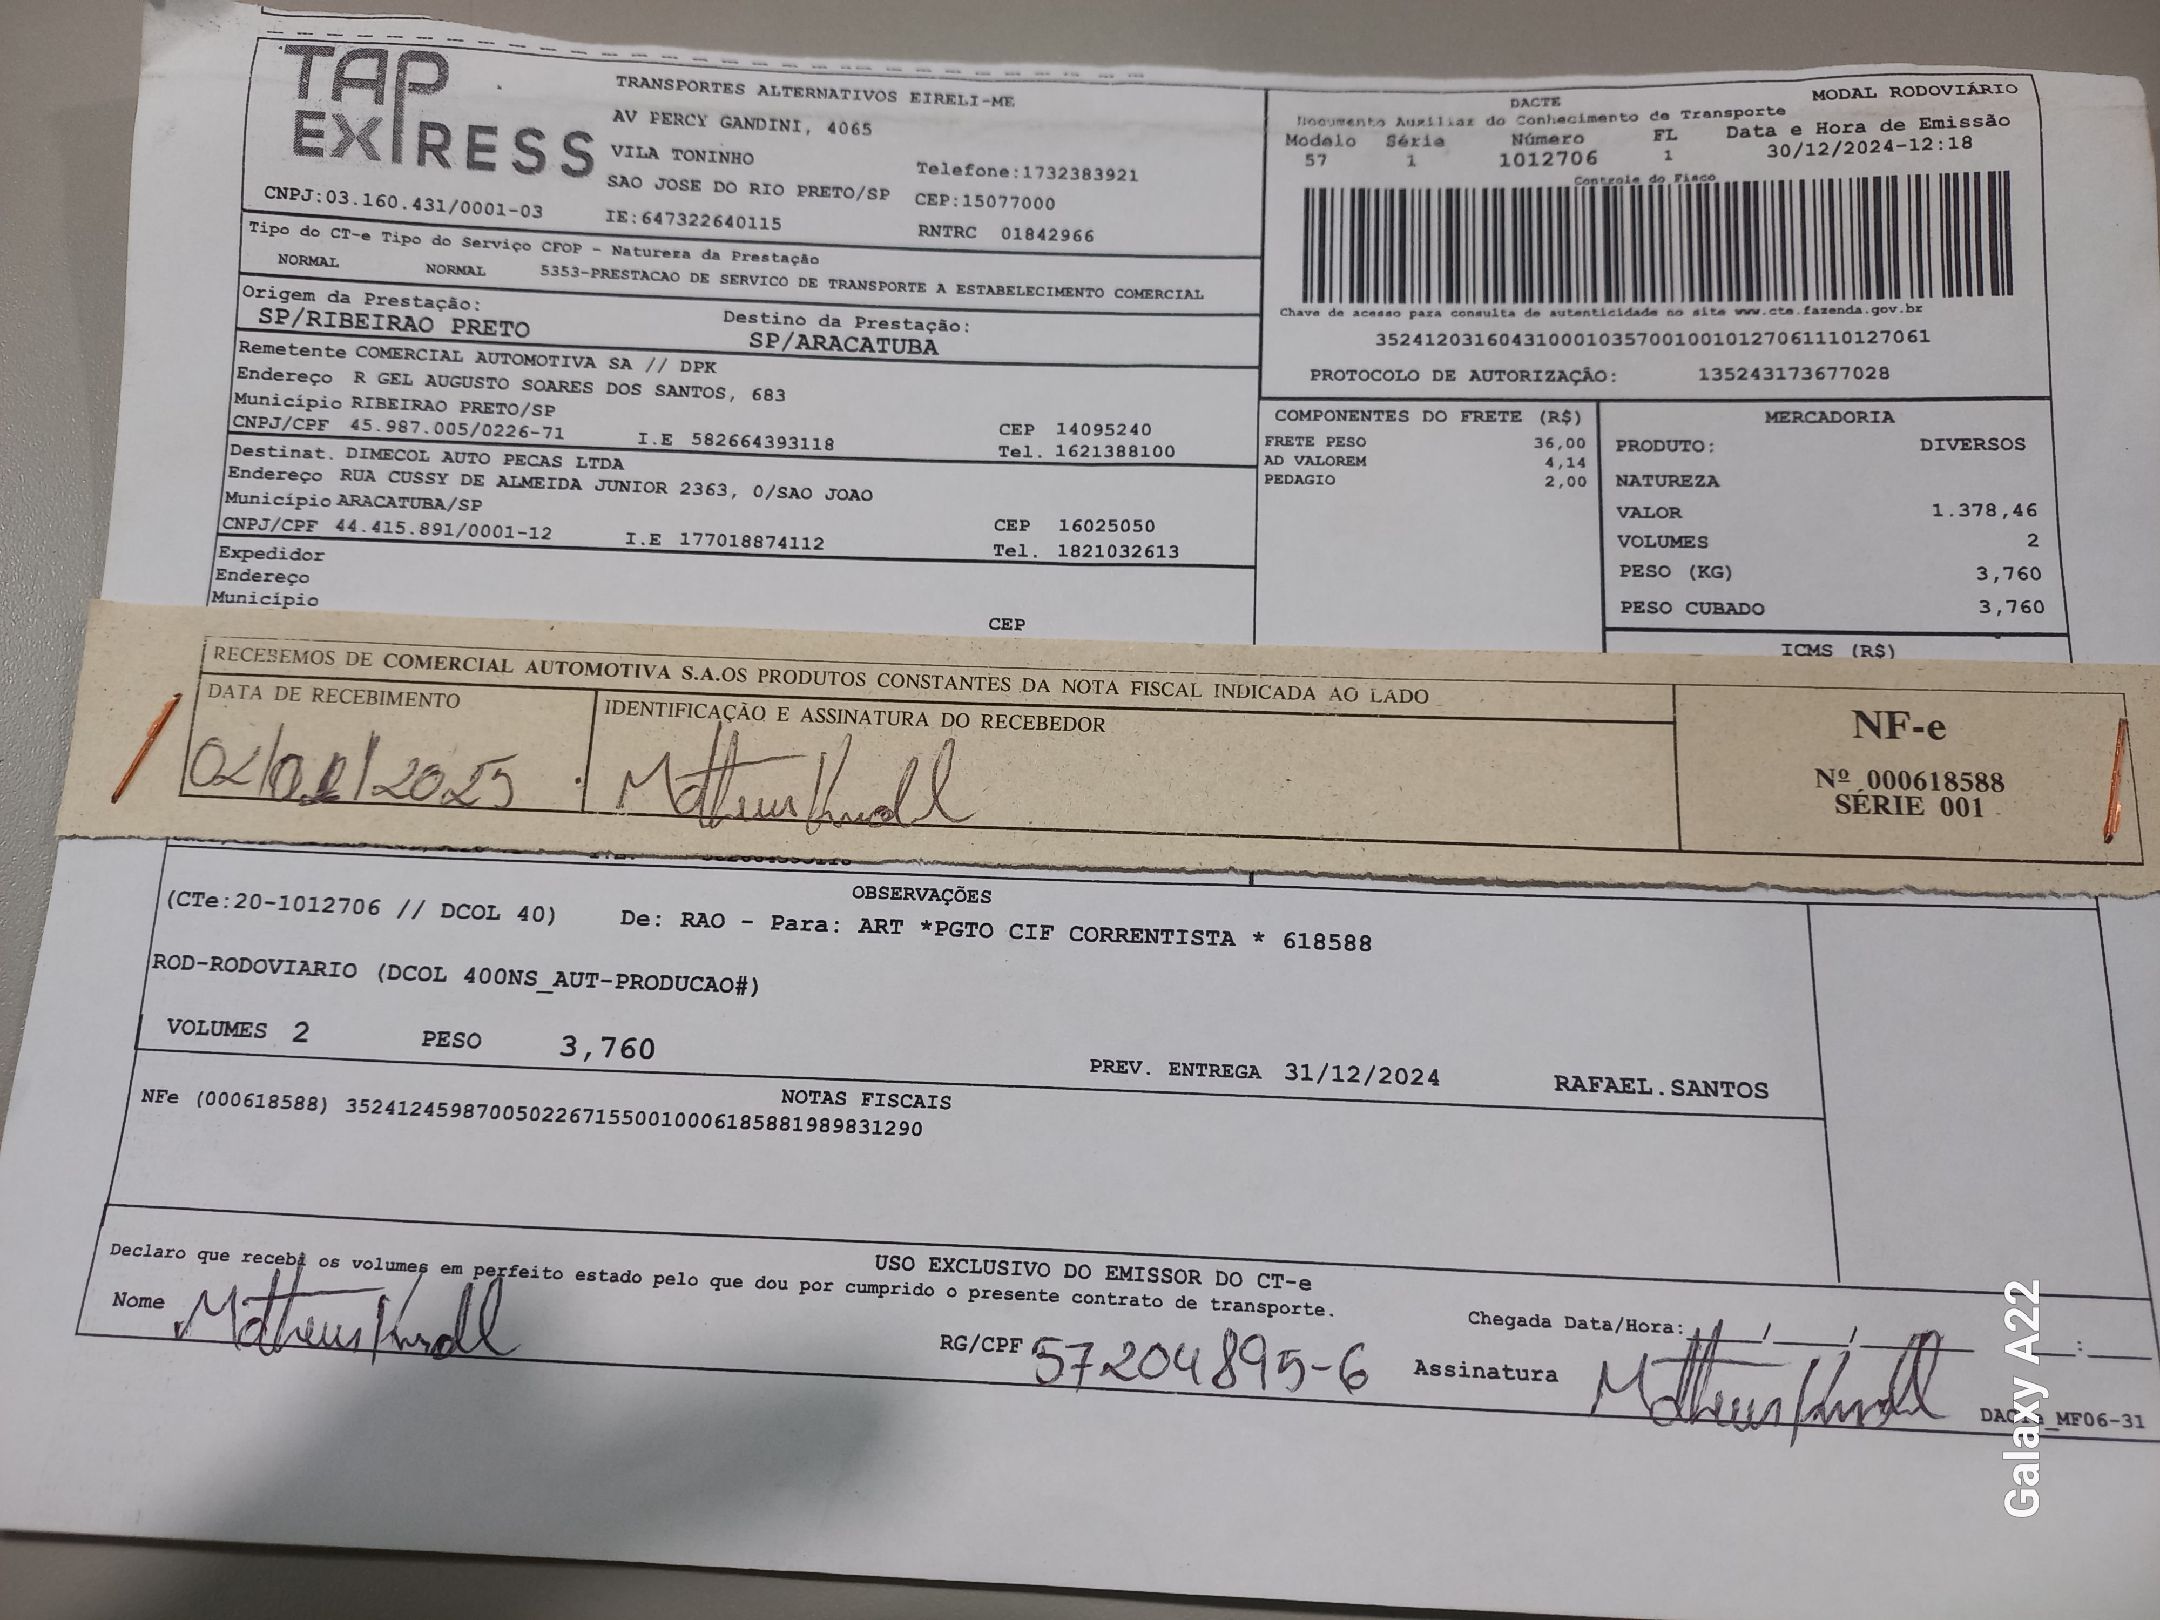 TAP EXPRESS
TRANSPORTES ALTERNATIVOS EIRELI-ME
AV PERCY GANDINI, 4065
VILA TONINHO
SAO JOSE DO RIO PRETO/SP
Telefone:1732383921
CEP:15077000
CNPJ:03.160.431/0001-03 IE:647322640115 RNTRC 01842966
Tipo do CT-e Tipo do Serviço CFOP - Natureza da Prestação
NORMAL NORMAL 5353-PRESTACAO DE SERVICO DE TRANSPORTE A ESTABELECIMENTO COMERCIAL
Origem da Prestação: Destino da Prestação:
SP/RIBEIRAO PRETO SP/ARACATUBA
Remetente COMERCIAL AUTOMOTIVA SA // DPK
Endereço R GEL AUGUSTO SOARES DOS SANTOS, 683
Município RIBEIRAO PRETO/SP CEP 14095240
CNPJ/CPF 45.987.005/0226-71 I.E 582664393118 Tel. 1621388100
Destinat. DIMECOL AUTO PECAS LTDA
Endereço RUA CUSSY DE ALMEIDA JUNIOR 2363, 0/SAO JOAO
Município ARACATUBA/SP CEP 16025050
CNPJ/CPF 44.415.891/0001-12 I.E 177018874112 Tel. 1821032613
Expedidor
Endereço
Município
CEP
DACTE MODAL RODOVIÁRIO
Documento Auxiliar do Conhecimento de Transporte
Modelo Série Número FL Data e Hora de Emissão
57 1 1012706 1 30/12/2024-12:18
Controle do Fisco
Chave de acesso para consulta de autenticidade no site www.cte.fazenda.gov.br
35241203160431000103570010010127061110127061
PROTOCOLO DE AUTORIZAÇÃO: 135243173677028
COMPONENTES DO FRETE (R$)
FRETE PESO 36,00
AD VALOREM 4,14
PEDAGIO 2,00
MERCADORIA
PRODUTO: DIVERSOS
NATUREZA
VALOR 1.378,46
VOLUMES 2
PESO (KG) 3,760
PESO CUBADO 3,760
ICMS (R$)
RECEBEMOS DE COMERCIAL AUTOMOTIVA S.A.OS PRODUTOS CONSTANTES DA NOTA FISCAL INDICADA AO LADO
DATA DE RECEBIMENTO IDENTIFICAÇÃO E ASSINATURA DO RECEBEDOR
02/01/2025
NF-e
Nº 000618588
SÉRIE 001
OBSERVAÇÕES
(CTe:20-1012706 // DCOL 40) De: RAO - Para: ART *PGTO CIF CORRENTISTA * 618588
ROD-RODOVIARIO (DCOL 400NS_AUT-PRODUCAO#)
VOLUMES 2 PESO 3,760 PREV. ENTREGA 31/12/2024 RAFAEL.SANTOS
NOTAS FISCAIS
NFe (000618588) 35241245987005022671550010006185881989831290
USO EXCLUSIVO DO EMISSOR DO CT-e
Declaro que recebi os volumes em perfeito estado pelo que dou por cumprido o presente contrato de transporte.
Nome Matheus
RG/CPF 57204895-6
Chegada Data/Hora: / / :
Assinatura Matheus
MF06-31
Galaxy A22